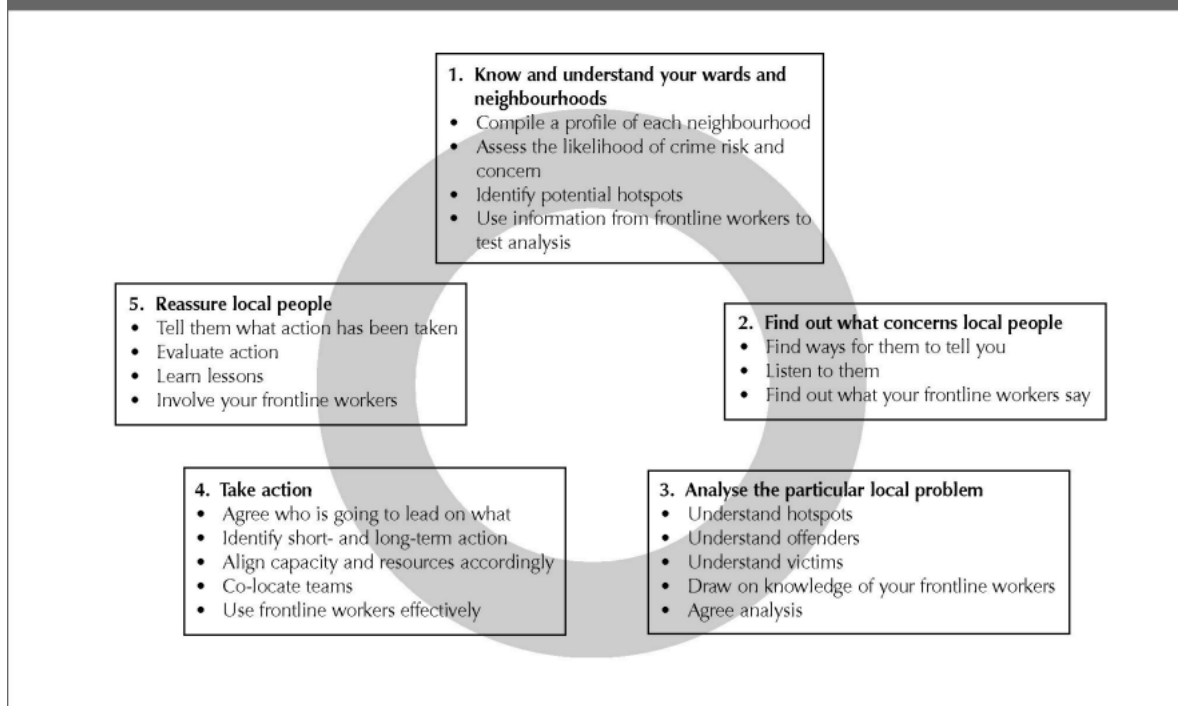 1. Know and understand your wards and
neighbourhoods
• Compile a profile of each neighbourhood
• Assess the likelihood of crime risk and
concern
• Identify potential hotspots
• Use information from frontline workers to
test analysis
2. Find out what concerns local people
• Find ways for them to tell you
• Listen to them
• Find out what your frontline workers say
3. Analyse the particular local problem
• Understand hotspots
• Understand offenders
• Understand victims
• Draw on knowledge of your frontline workers
• Agree analysis
4. Take action
• Agree who is going to lead on what
• Identify short- and long-term action
• Align capacity and resources accordingly
• Co-locate teams
• Use frontline workers effectively
5. Reassure local people
• Tell them what action has been taken
• Evaluate action
• Learn lessons
• Involve your frontline workers